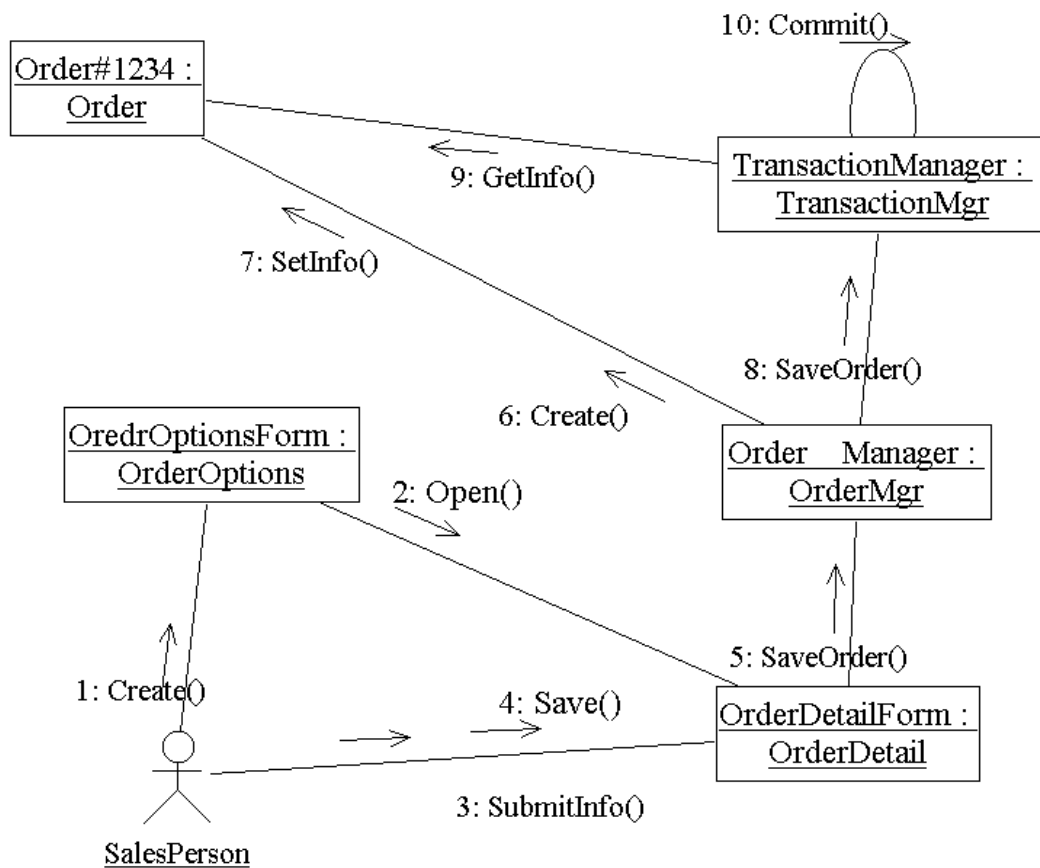 10: Commit()
Order#1234 :
Order
TransactionManager :
TransactionMgr
9: GetInfo()
7: SetInfo()
8: SaveOrder()
6: Create()
OredrOptionsForm :
OrderOptions
Order Manager :
OrderMgr
2: Open()
5: SaveOrder()
1: Create()
4: Save()
OrderDetailForm :
OrderDetail
3: SubmitInfo()
SalesPerson